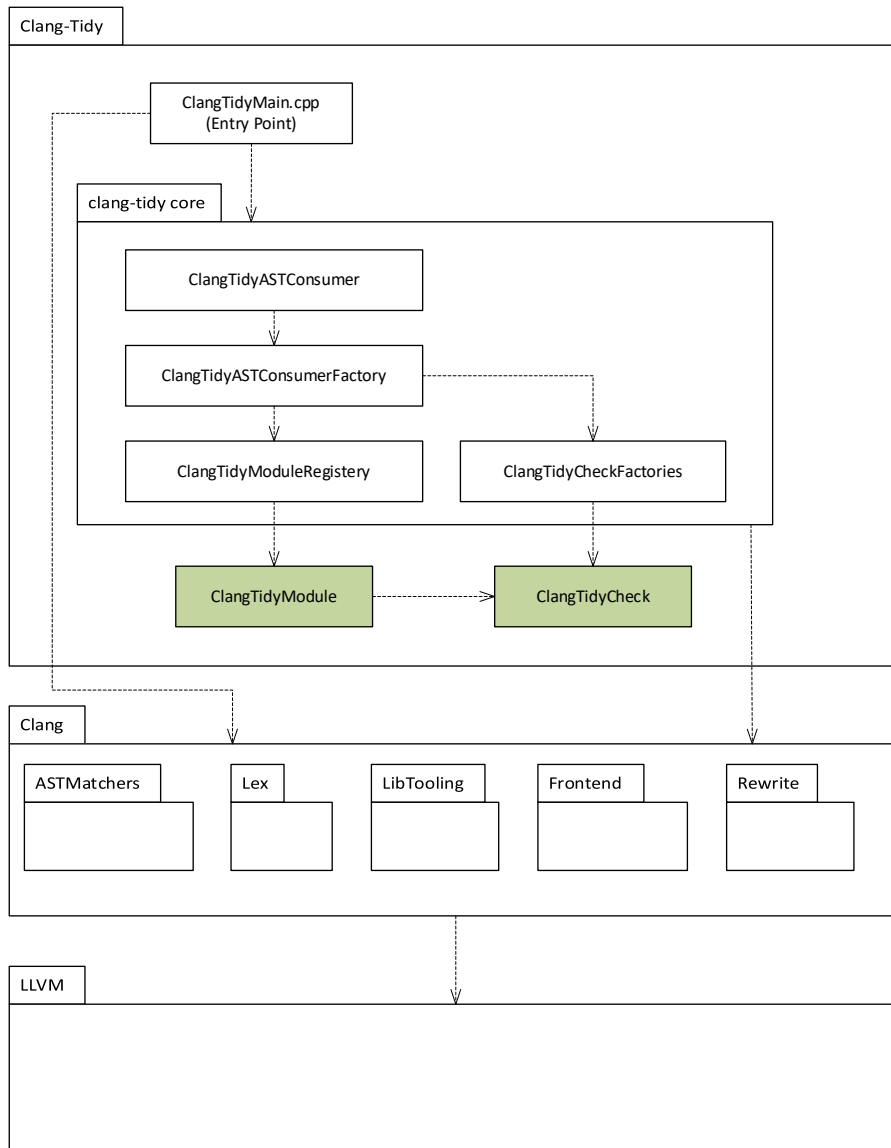 Clang-Tidy
ClangTidyMain.cpp
(Entry Point)
clang-tidy core
ClangTidyASTConsumer
ClangTidyASTConsumerFactory
ClangTidyModuleRegistery
ClangTidyCheckFactories
ClangTidyModule
ClangTidyCheck
Clang
ASTMatchers
Lex
LibTooling
Frontend
Rewrite
LLVM